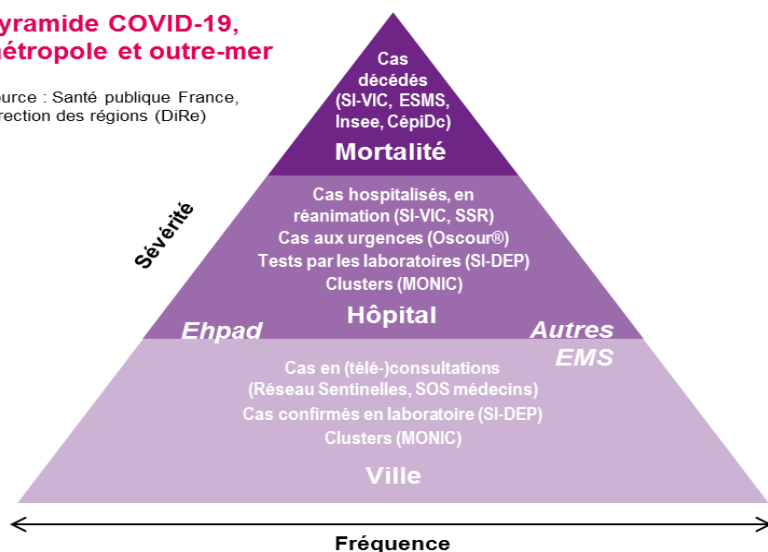 yramide COVID-19,
étropole et outre-mer
ource : Santé publique France,
rection des régions (DiRe)
Cas
décédés
(SI-VIC, ESMS,
Insee, CépiDc)
Mortalité
Sévérité
Cas hospitalisés, en
réanimation (SI-VIC, SSR)
Cas aux urgences (Oscour®)
Tests par les laboratoires (SI-DEP)
Clusters (MONIC)
Hôpital
Ehpad
Autres
EMS
Cas en (télé-)consultations
(Réseau Sentinelles, SOS médecins)
Cas confirmés en laboratoire (SI-DEP)
Clusters (MONIC)
Ville
Fréquence